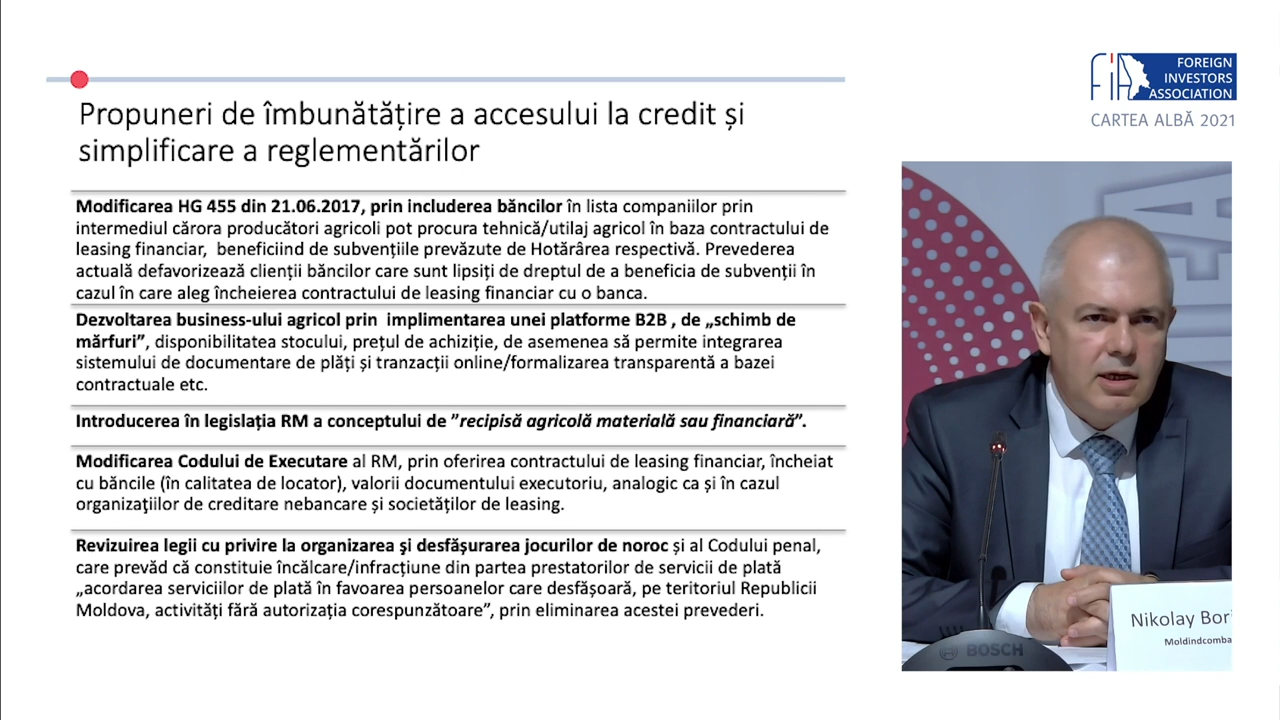 FOREIGN
INVESTORS
ASSOCIATION
CARTEA ALBĂ 2021
Propuneri de îmbunătățire a accesului la credit și
simplificare a reglementărilor
Modificarea HG 455 din 21.06.2017, prin includerea băncilor în lista companiilor prin
intermediul cărora producători agricoli pot procura tehnică/utilaj agricol în baza contractului de
leasing financiar, beneficiind de subvențiile prevăzute de Hotărârea respectivă. Prevederea
actuală defavorizează clienții băncilor care sunt lipsiți de dreptul de a beneficia de subvenții în
cazul în care aleg încheierea contractului de leasing financiar cu o banca.
Dezvoltarea business-ului agricol prin implimentarea unei platforme B2B , de „schimb de
mărfuri”, disponibilitatea stocului, prețul de achiziție, de asemenea să permite integrarea
sistemului de documentare de plăți și tranzacții online/formalizarea transparentă a bazei
contractuale etc.
Introducerea în legislația RM a conceptului de ”recipisă agricolă materială sau financiară”.
Modificarea Codului de Executare al RM, prin oferirea contractului de leasing financiar, încheiat
cu băncile (în calitatea de locator), valorii documentului executoriu, analogic ca și în cazul
organizaţiilor de creditare nebancare și societăților de leasing.
Revizuirea legii cu privire la organizarea şi desfăşurarea jocurilor de noroc și al Codului penal,
care prevăd că constituie încălcare/infracțiune din partea prestatorilor de servicii de plată
„acordarea serviciilor de plată în favoarea persoanelor care desfășoară, pe teritoriul Republicii
Moldova, activități fără autorizația corespunzătoare”, prin eliminarea acestei prevederi.
Nikolay
BOSCH